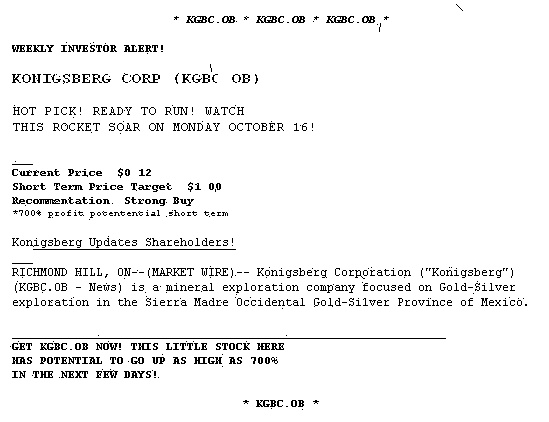 * KGBC.OB * KGBC.OB * KGBC.OB *
WEEKLY INVESTOR ALERT!
KONIGSBERG CORP (KGBC OB)
HOT PICK! READY TO RUN! WATCH
THIS ROCKET SOAR ON MONDAY OCTOBER 16!
Current Price $0 12
Short Term Price Target $1 00
Recommentation. Strong Buy
*700% profit potentential short term
Konigsberg Updates Shareholders!
RICHMOND HILL, ON--(MARKET WIRE)-- Konigsberg Corporation ("Konigsberg")
(KGBC.OB - News) is a mineral exploration company focused on Gold-Silver
exploration in the Sierra Madre Occidental Gold-Silver Province of Mexico.
GET KGBC.OB NOW! THIS LITTLE STOCK HERE
HAS POTENTIAL TO GO UP AS HIGH AS 700%
IN THE NEXT FEW DAYS!
* KGBC.OB *